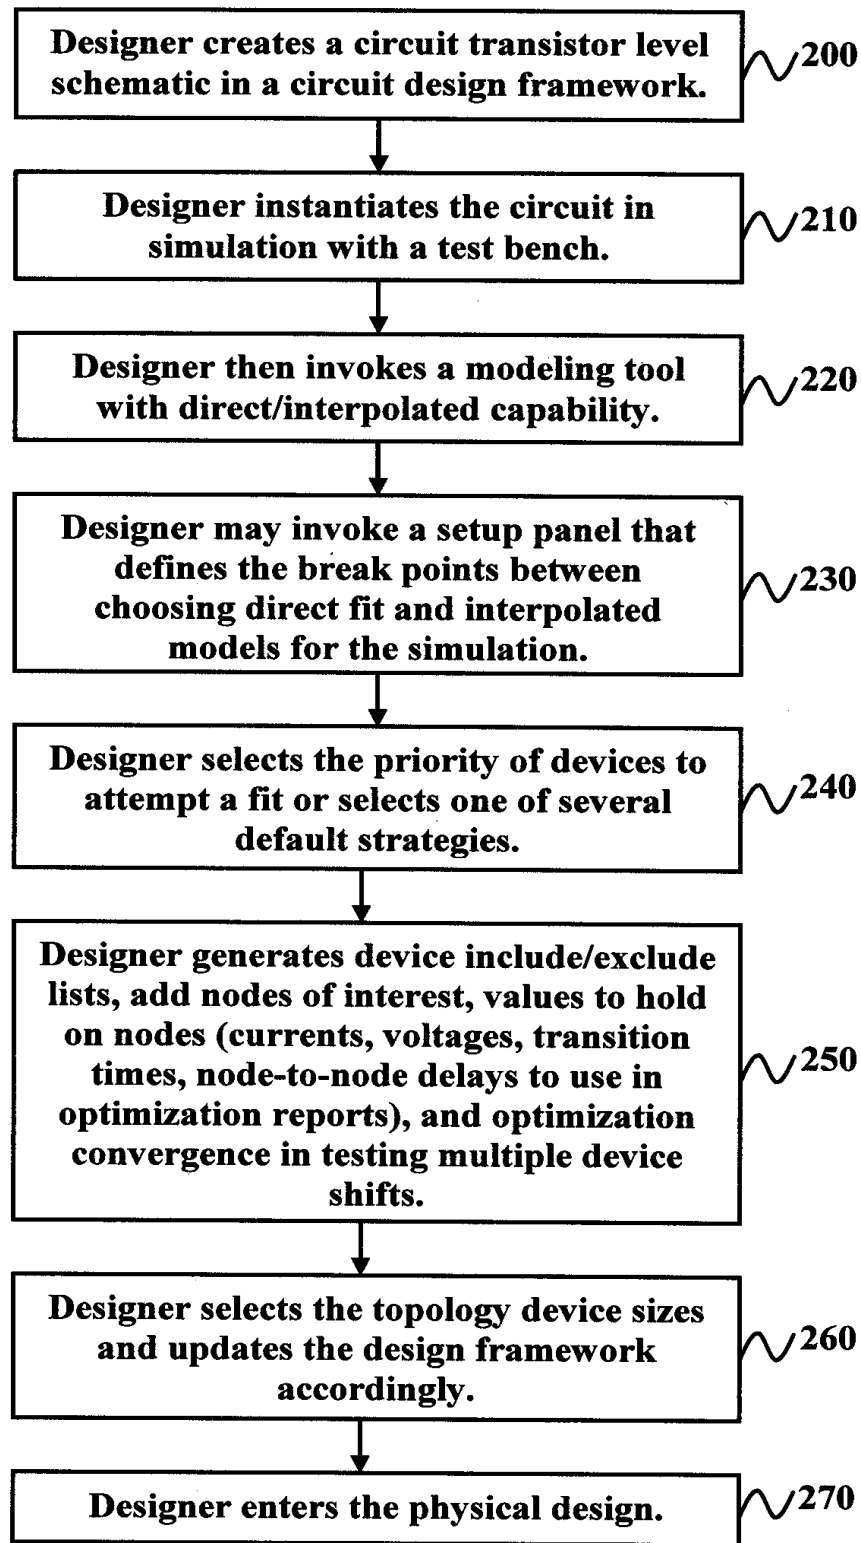 Designer creates a circuit transistor level
schematic in a circuit design framework.
200
Designer instantiates the circuit in
simulation with a test bench.
210
Designer then invokes a modeling tool
with direct/interpolated capability.
220
Designer may invoke a setup panel that
defines the break points between
choosing direct fit and interpolated
models for the simulation.
230
Designer selects the priority of devices to
attempt a fit or selects one of several
default strategies.
240
Designer generates device include/exclude
lists, add nodes of interest, values to hold
on nodes (currents, voltages, transition
times, node-to-node delays to use in
optimization reports), and optimization
convergence in testing multiple device
shifts.
250
Designer selects the topology device sizes
and updates the design framework
accordingly.
260
Designer enters the physical design.
270